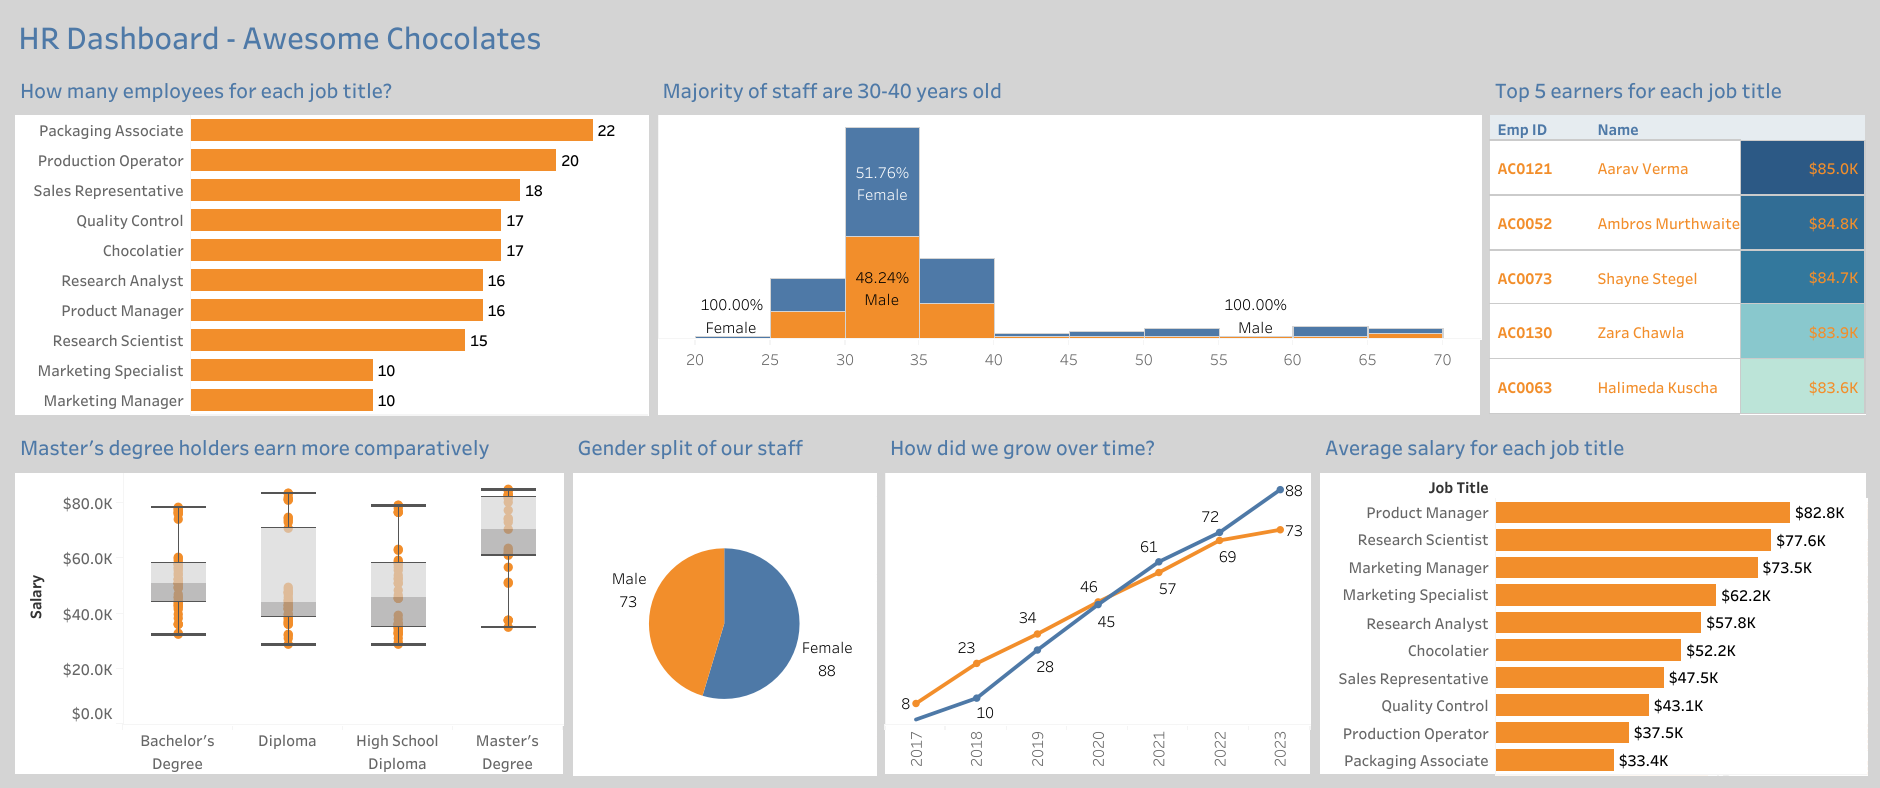 HR Dashboard - Awesome Chocolates
How many employees for each job title?
Packaging Associate 22
Production Operator 20
Sales Representative 18
Quality Control 17
Chocolatier 17
Research Analyst 16
Product Manager 16
Research Scientist 15
Marketing Specialist 10
Marketing Manager 10
Majority of staff are 30-40 years old
51.76%
Female
48.24%
Male
100.00%
Female
100.00%
Male
20 25 30 35 40 45 50 55 60 65 70
Top 5 earners for each job title
Emp ID Name
AC0121 Aarav Verma $85.0K
AC0052 Ambros Murthwaite $84.8K
AC0073 Shayne Stegel $84.7K
AC0130 Zara Chawla $83.9K
AC0063 Halimeda Kuscha $83.6K
Master's degree holders earn more comparatively
Salary
$80.0K
$60.0K
$40.0K
$20.0K
$0.0K
Bachelor's
Degree
Diploma
High School
Diploma
Master's
Degree
Gender split of our staff
Male
73
Female
88
How did we grow over time?
8 23 34 46 57 69 73
10 28 45 61 72 88
2017 2018 2019 2020 2021 2022 2023
Average salary for each job title
Job Title
Product Manager $82.8K
Research Scientist $77.6K
Marketing Manager $73.5K
Marketing Specialist $62.2K
Research Analyst $57.8K
Chocolatier $52.2K
Sales Representative $47.5K
Quality Control $43.1K
Production Operator $37.5K
Packaging Associate $33.4K